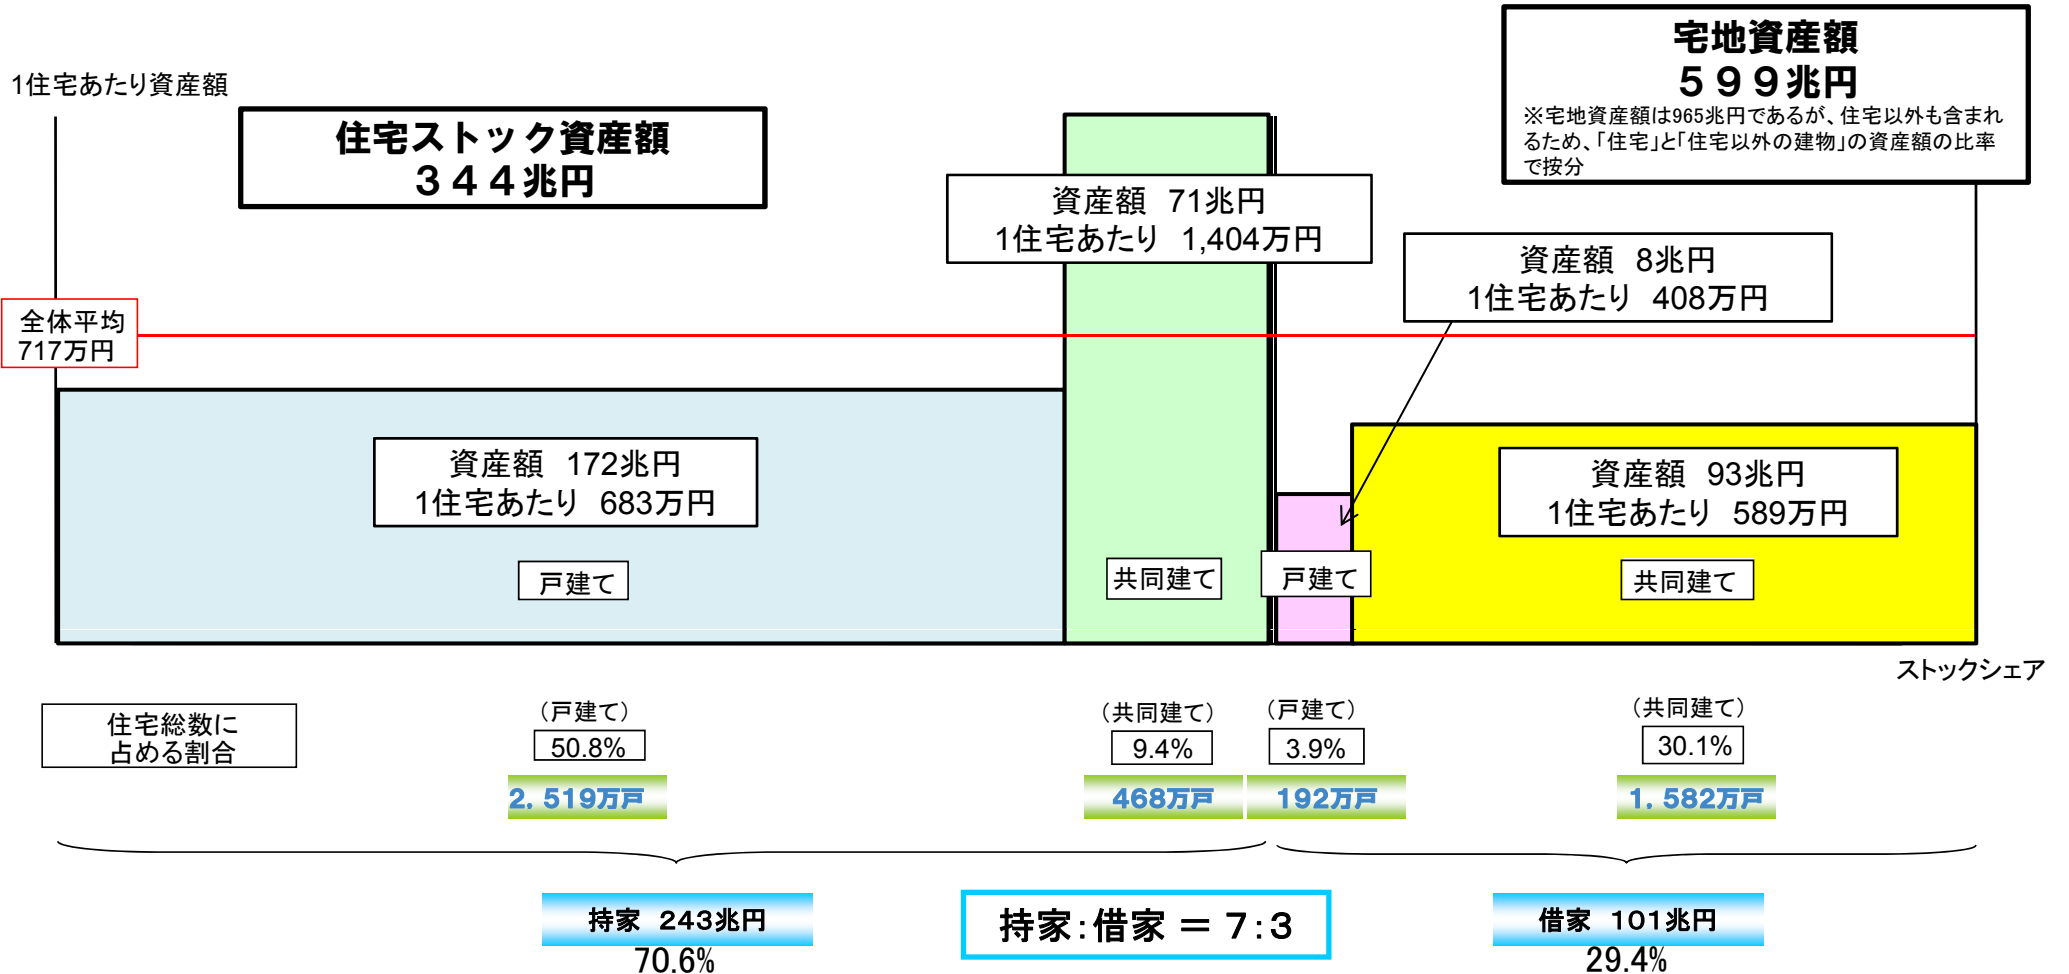 1住宅あたり資産額
住宅ストック資産額
344兆円
宅地資産額
599兆円
※宅地資産額は965兆円であるが、住宅以外も含まれ
るため、「住宅」と「住宅以外の建物」の資産額の比率
で按分
資産額 71兆円
1住宅あたり 1,404万円
資産額 8兆円
1住宅あたり 408万円
全体平均
717万円
資産額 172兆円
1住宅あたり 683万円
資産額 93兆円
1住宅あたり 589万円
戸建て
共同建て
戸建て
共同建て
ストックシェア
住宅総数に
占める割合
(戸建て)
50.8%
2,519万戸
(共同建て)
9.4%
468万戸
(戸建て)
3.9%
192万戸
(共同建て)
30.1%
1,582万戸
持家 243兆円
70.6%
持家:借家 = 7:3
借家 101兆円
29.4%